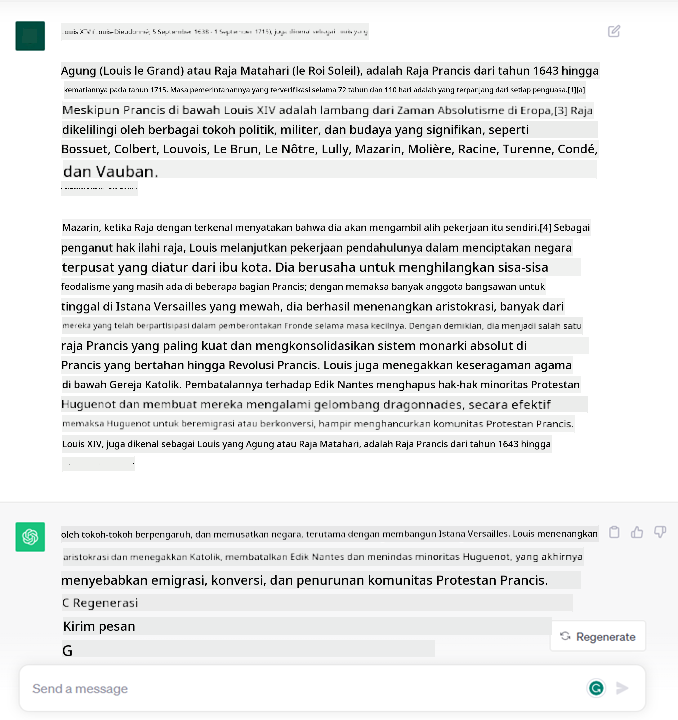 Louis XIV (Louis-Dieudonné; 5 September 1638 - 1 September 1715), juga dikenal sebagai Louis yang
Agung (Louis le Grand) atau Raja Matahari (le Roi Soleil), adalah Raja Prancis dari tahun 1643 hingga
kematiannya pada tahun 1715. Masa pemerintahannya yang terverifikasi selama 72 tahun dan 110 hari adalah yang terpanjang dari setiap penguasa.[1][a]
Meskipun Prancis di bawah Louis XIV adalah lambang dari Zaman Absolutisme di Eropa,[3] Raja
dikelilingi oleh berbagai tokoh politik, militer, dan budaya yang signifikan, seperti
Bossuet, Colbert, Louvois, Le Brun, Le Nôtre, Lully, Mazarin, Molière, Racine, Turenne, Condé,
dan Vauban.
Mazarin, ketika Raja dengan terkenal menyatakan bahwa dia akan mengambil alih pekerjaan itu sendiri.[4] Sebagai
penganut hak ilahi raja, Louis melanjutkan pekerjaan pendahulunya dalam menciptakan negara
terpusat yang diatur dari ibu kota. Dia berusaha untuk menghilangkan sisa-sisa
feodalisme yang masih ada di beberapa bagian Prancis; dengan memaksa banyak anggota bangsawan untuk
tinggal di Istana Versailles yang mewah, dia berhasil menenangkan aristokrasi, banyak dari
mereka yang telah berpartisipasi dalam pemberontakan Fronde selama masa kecilnya. Dengan demikian, dia menjadi salah satu
raja Prancis yang paling kuat dan mengkonsolidasikan sistem monarki absolut di
Prancis yang bertahan hingga Revolusi Prancis. Louis juga menegakkan keseragaman agama
di bawah Gereja Katolik. Pembatalannya terhadap Edik Nantes menghapus hak-hak minoritas Protestan
Huguenot dan membuat mereka mengalami gelombang dragonnades, secara efektif
memaksa Huguenot untuk beremigrasi atau berkonversi, hampir menghancurkan komunitas Protestan Prancis.
Louis XIV, juga dikenal sebagai Louis yang Agung atau Raja Matahari, adalah Raja Prancis dari tahun 1643 hingga
oleh tokoh-tokoh berpengaruh, dan memusatkan negara, terutama dengan membangun Istana Versailles. Louis menenangkan
aristokrasi dan menegakkan Katolik, membatalkan Edik Nantes dan menindas minoritas Huguenot, yang akhirnya
menyebabkan emigrasi, konversi, dan penurunan komunitas Protestan Prancis.
C Regenerasi
Kirim pesan
Regenerate
G
Send a message